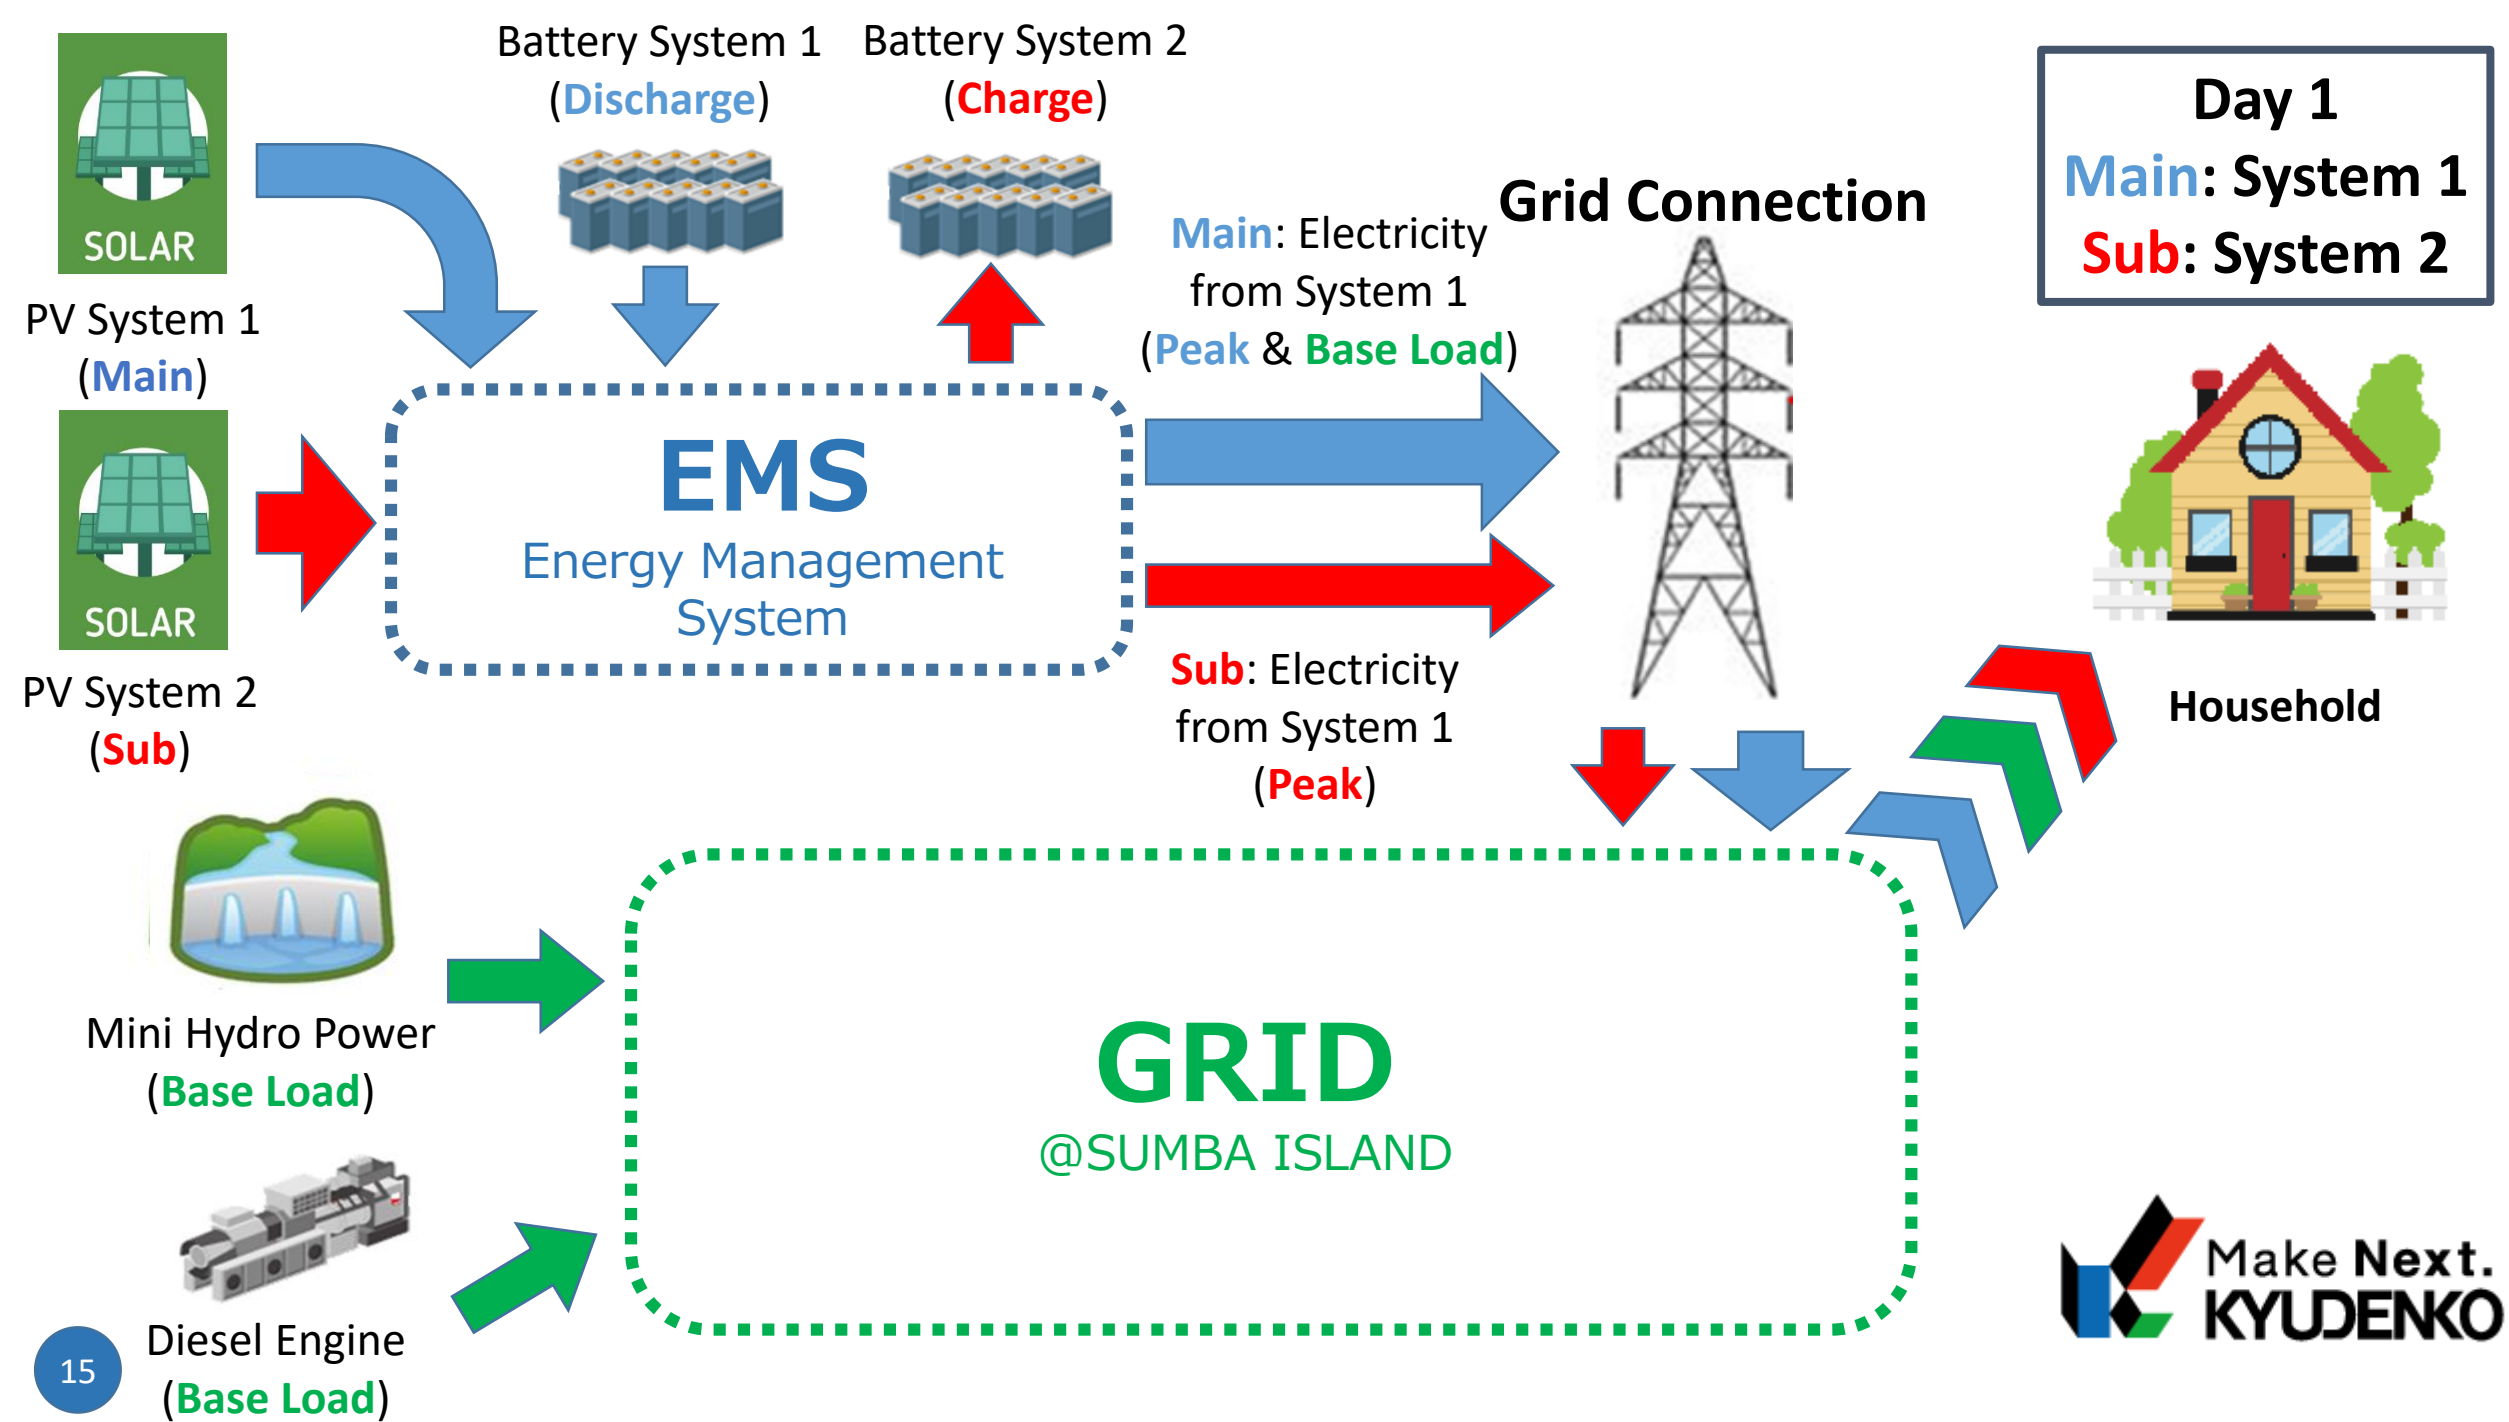 SOLAR
PV System 1
(Main)
SOLAR
PV System 2
(Sub)
Battery System 1
(Discharge)
Battery System 2
(Charge)
EMS
Energy Management
System
Main: Electricity
from System 1
(Peak & Base Load)
Sub: Electricity
from System 1
(Peak)
Grid Connection
Day 1
Main: System 1
Sub: System 2
Household
Mini Hydro Power
(Base Load)
Diesel Engine
(Base Load)
GRID
@SUMBA ISLAND
Make Next.
KYUDENKO
15